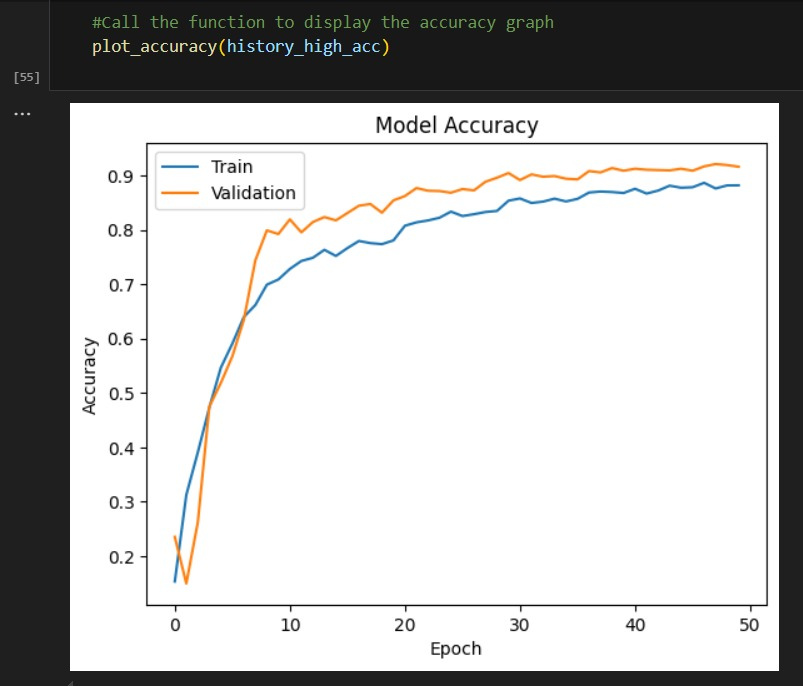 #Call the function to display the accuracy graph
plot_accuracy(history_high_acc)
[55]
...
Model Accuracy
Train
Validation
0.9
0.8
0.7
0.6
0.5
0.4
0.3
0.2
Accuracy
0 10 20 30 40 50
Epoch